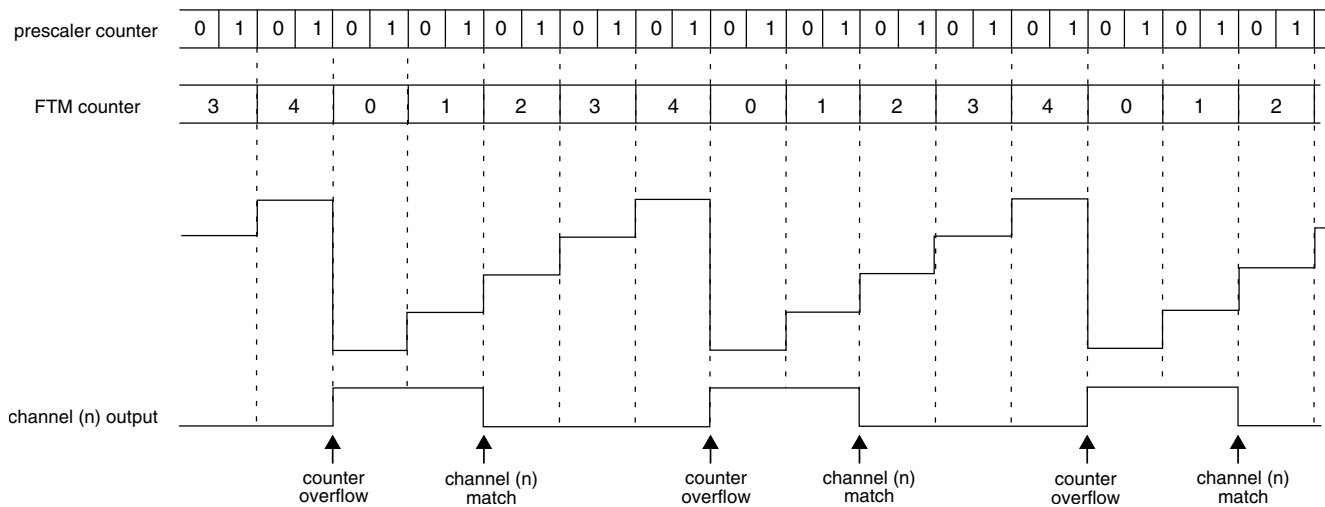 prescaler counter 0 1 0 1 0 1 0 1 0 1 0 1 0 1 0 1 0 1 0 1 0 1 0 1 0 1 0 1 0 1
FTM counter 3 4 0 1 2 3 4 0 1 2 3 4 0 1 2
channel (n) output
counter overflow
channel (n) match
counter overflow
channel (n) match
counter overflow
channel (n) match